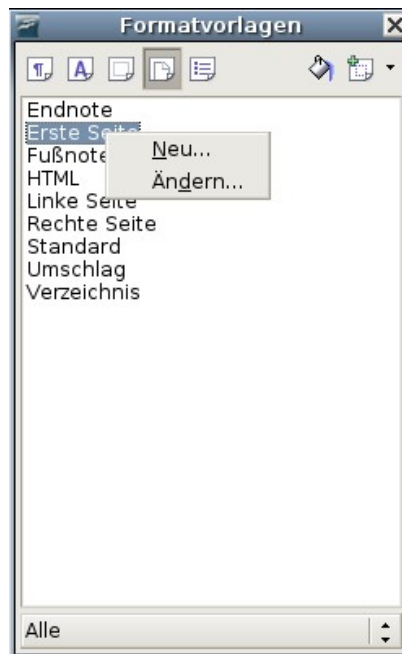 Formatvorlagen
Endnote
Erste Seite
Fußnote
Neu...
HTML
Ändern...
Linke Seite
Rechte Seite
Standard
Umschlag
Verzeichnis
Alle